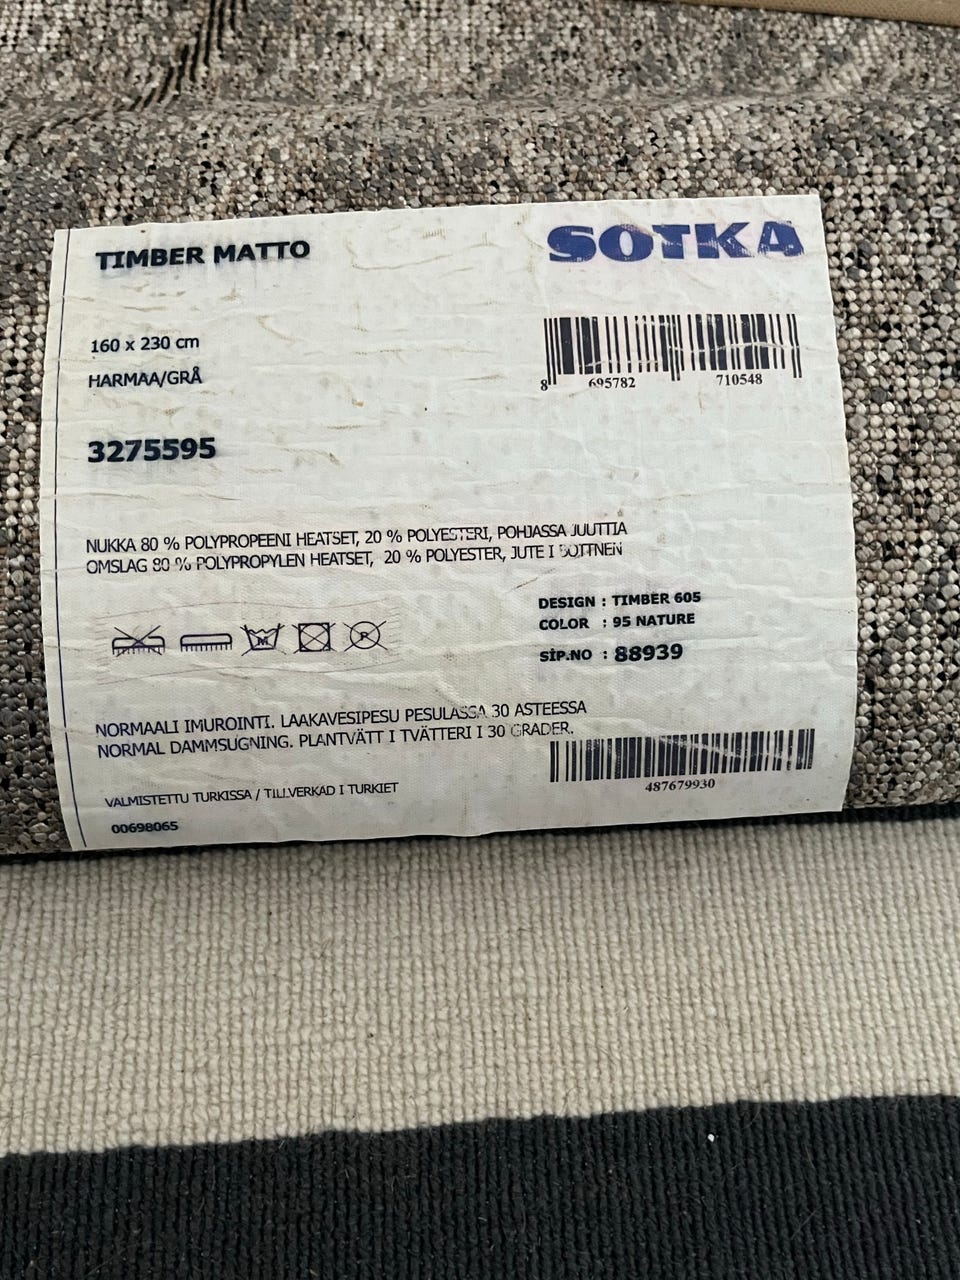 TIMBER MATTO
SOTKA
160 x 230 cm
HARMAA/GRÅ
8 695782 710548
3275595
NUKKA 80 % POLYPROPEENI HEATSET, 20 % POLYESTERI, POHJASSA JUUTTIA
OMSLAG 80 % POLYPROPYLEN HEATSET, 20 % POLYESTER, JUTE I BOTTNEN
DESIGN : TIMBER 605
COLOR : 95 NATURE
SİP.NO : 88939
NORMAALI IMUROINTI. LAAKAVESIPESU PESULASSA 30 ASTEESSA
NORMAL DAMMSUGNING. PLANTVÄTT I TVÄTTERI I 30 GRADER.
487679930
VALMISTETTU TURKISSA / TILLVERKAD I TURKIET
00698065